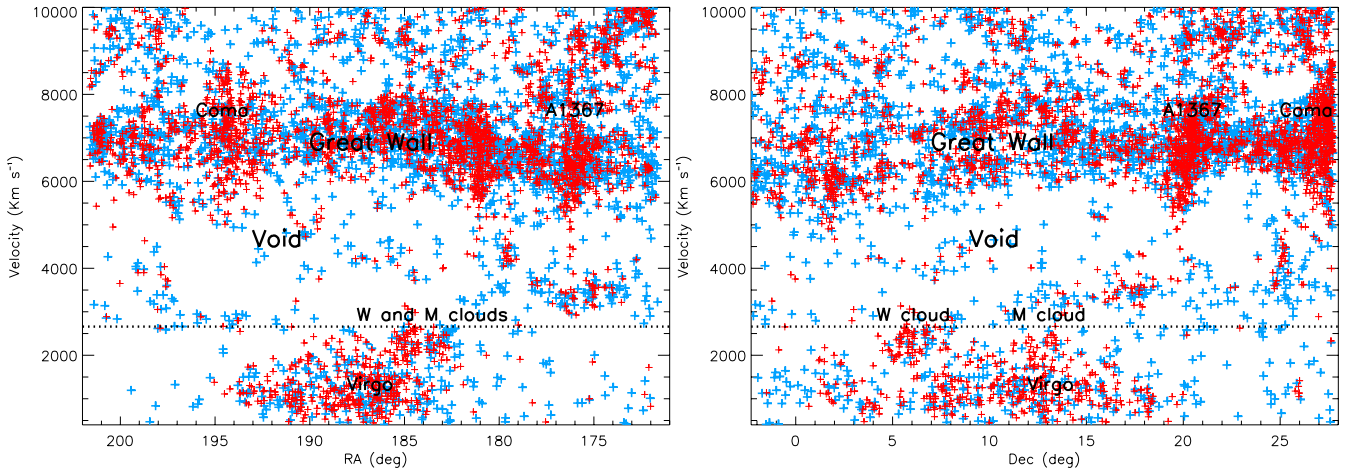 10000
8000
6000
4000
2000
Velocity (Km s⁻¹)
Coma
A1367
Great Wall
Void
W and M clouds
Virgo
200
195
190
185
180
175
RA (deg)
10000
8000
6000
4000
2000
Velocity (Km s⁻¹)
A1367
Coma
Great Wall
Void
W cloud
M cloud
Virgo
0
5
10
15
20
25
Dec (deg)